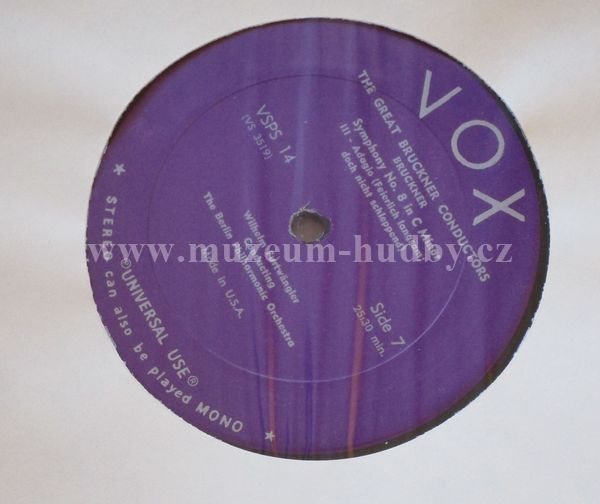 VOX
THE GREAT BRUCKNER CONDUCTORS
BRUCKNER
Symphony No. 8 in C Minor
III - Adagio (Feierlich langsam,
doch nicht schleppend)
VSPS 14
(VS 3519)
Side 7
25:30 min.
Wilhelm Furtwängler
Conducting
The Berlin Philharmonic Orchestra
Made in U.S.A.
®UNIVERSAL USE®
★ STEREO can also be played MONO ★
www.muzeum-hudby.cz